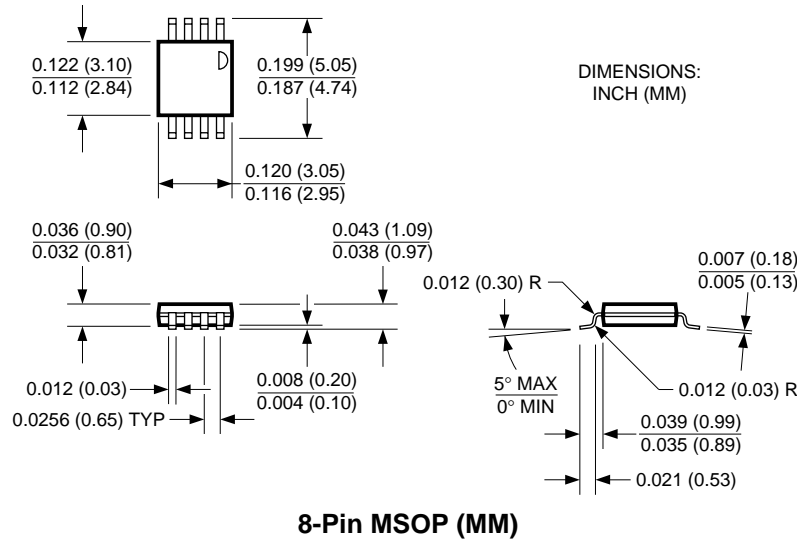 0.122 (3.10)
0.112 (2.84)
0.199 (5.05)
0.187 (4.74)
DIMENSIONS:
INCH (MM)
0.120 (3.05)
0.116 (2.95)
0.036 (0.90)
0.032 (0.81)
0.043 (1.09)
0.038 (0.97)
0.007 (0.18)
0.005 (0.13)
0.012 (0.30) R
0.012 (0.03)
0.008 (0.20)
0.004 (0.10)
5° MAX
0° MIN
0.012 (0.03) R
0.0256 (0.65) TYP
0.039 (0.99)
0.035 (0.89)
0.021 (0.53)
8-Pin MSOP (MM)